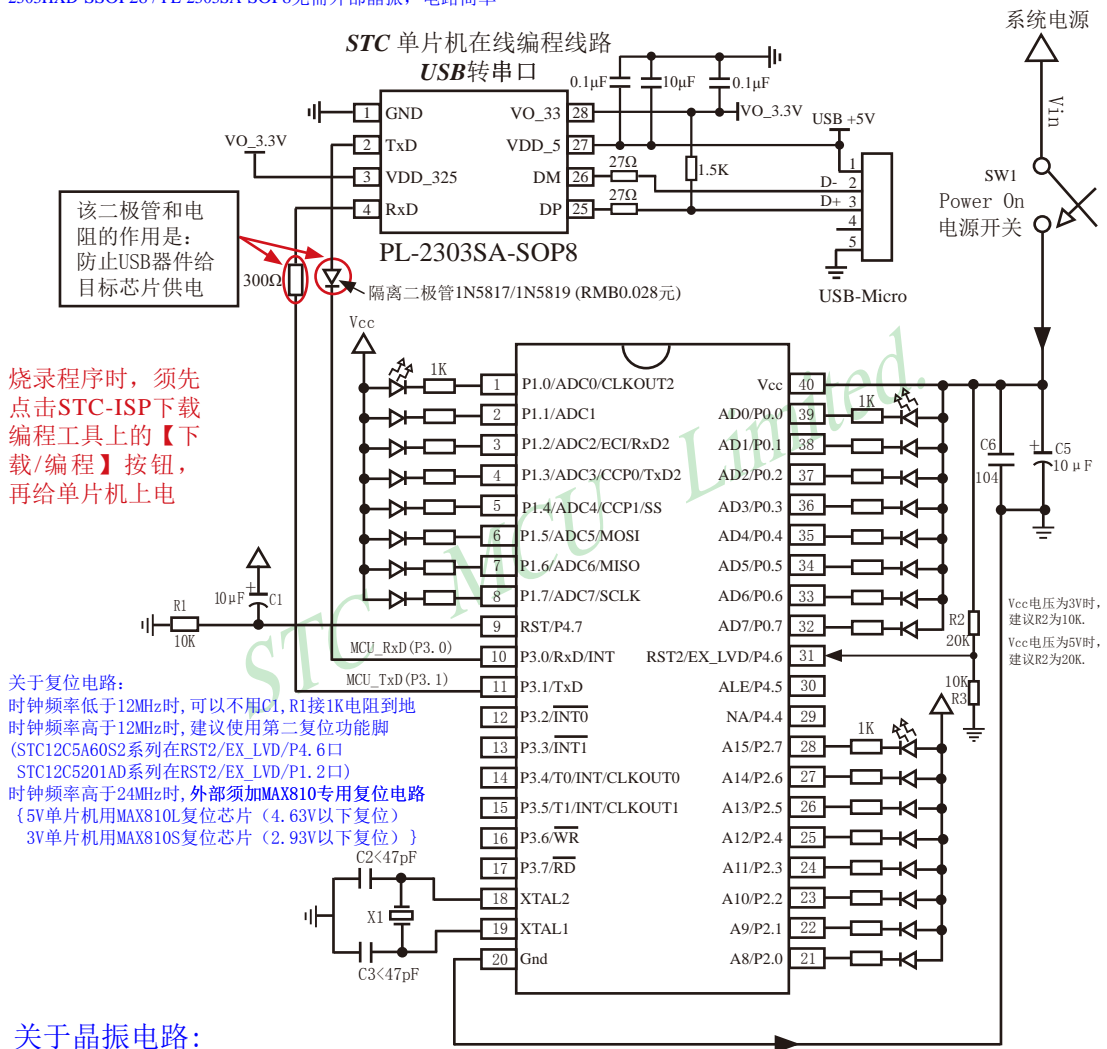 2303HXD-SSOP28 / PL-2303SA-SOP8无需外部晶振，电路简单
系统电源
Vin
SW1
Power On
电源开关
STC 单片机在线编程线路
USB转串口
0.1μF
10μF
0.1μF
1 GND
2 TxD
3 VDD_325
4 RxD
VO_33 28
VDD_5 27
DM 26
DP 25
PL-2303SA-SOP8
VO_3.3V
VO_3.3V
USB +5V
27Ω
27Ω
1.5K
D-
D+
1
2
3
4
5
USB-Micro
该二极管和电
阻的作用是：
防止USB器件给
目标芯片供电
300Ω
隔离二极管1N5817/1N5819 (RMB0.028元)
烧录程序时，须先
点击STC-ISP下载
编程工具上的【下
载/编程】按钮，
再给单片机上电
Vcc
1K
1 P1.0/ADC0/CLKOUT2
2 P1.1/ADC1
3 P1.2/ADC2/ECI/RxD2
4 P1.3/ADC3/CCP0/TxD2
5 P1.4/ADC4/CCP1/SS
6 P1.5/ADC5/MOSI
7 P1.6/ADC6/MISO
8 P1.7/ADC7/SCLK
9 RST/P4.7
10 P3.0/RxD/INT
11 P3.1/TxD
12 P3.2/INT0
13 P3.3/INT1
14 P3.4/T0/INT/CLKOUT0
15 P3.5/T1/INT/CLKOUT1
16 P3.6/WR
17 P3.7/RD
18 XTAL2
19 XTAL1
20 Gnd
Vcc 40
AD0/P0.0 39
AD1/P0.1 38
AD2/P0.2 37
AD3/P0.3 36
AD4/P0.4 35
AD5/P0.5 34
AD6/P0.6 33
AD7/P0.7 32
RST2/EX_LVD/P4.6 31
ALE/P4.5 30
NA/P4.4 29
A15/P2.7 28
A14/P2.6 27
A13/P2.5 26
A12/P2.4 25
A11/P2.3 24
A10/P2.2 23
A9/P2.1 22
A8/P2.0 21
1K
1K
C6
104
+
C5
10μF
R2
20K
10K
R3
Vcc电压为3V时，
建议R2为10K.
Vcc电压为5V时，
建议R2为20K.
10μF
+
C1
R1
10K
MCU_RxD(P3.0)
MCU_TxD(P3.1)
关于复位电路：
时钟频率低于12MHz时,可以不用C1,R1接1K电阻到地
时钟频率高于12MHz时,建议使用第二复位功能脚
(STC12C5A60S2系列在RST2/EX_LVD/P4.6口
STC12C5201AD系列在RST2/EX_LVD/P1.2口)
时钟频率高于24MHz时,外部须加MAX810专用复位电路
{5V单片机用MAX810L复位芯片（4.63V以下复位）
3V单片机用MAX810S复位芯片（2.93V以下复位）}
C2<47pF
X1
C3<47pF
STC MCU Limited.
关于晶振电路: